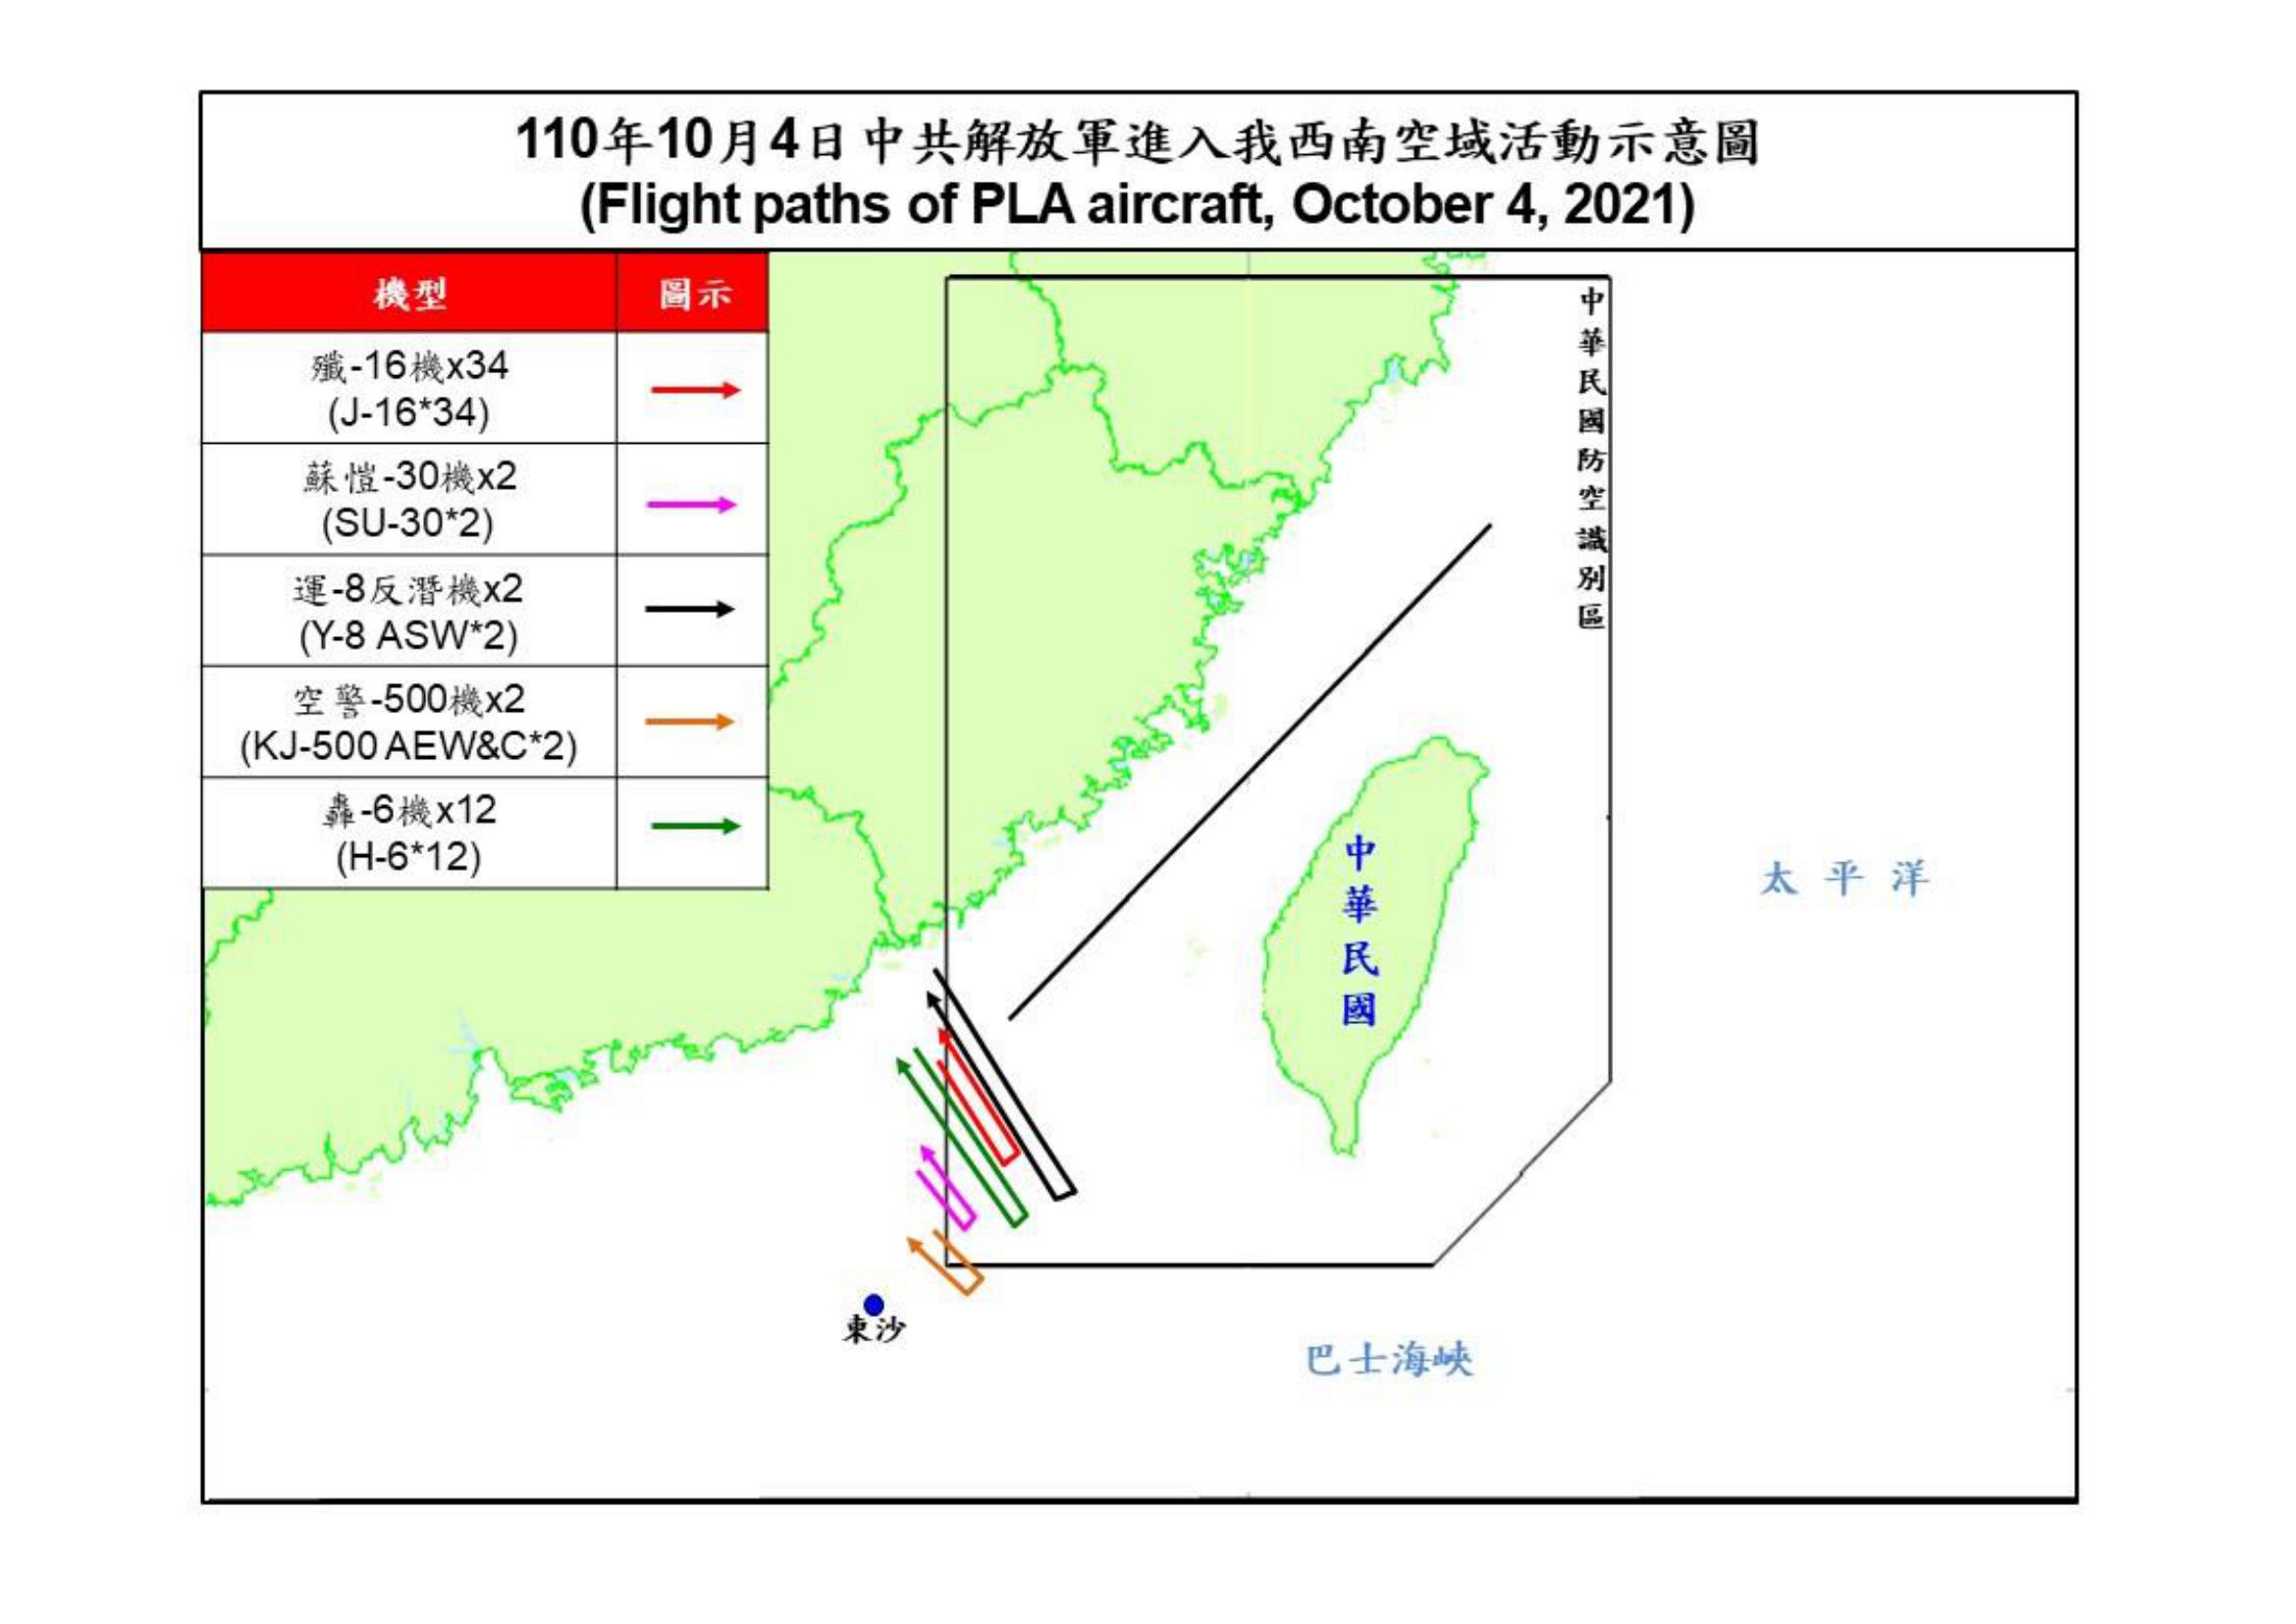 110年10月4日中共解放軍進入我西南空域活動示意圖
(Flight paths of PLA aircraft, October 4, 2021)
機型
圖示
殲-16機x34
(J-16*34)
蘇愷-30機x2
(SU-30*2)
運-8反潛機x2
(Y-8 ASW*2)
空警-500機x2
(KJ-500 AEW&C*2)
轟-6機x12
(H-6*12)
中華民國防空識別區
中華民國
太平洋
東沙
巴士海峽